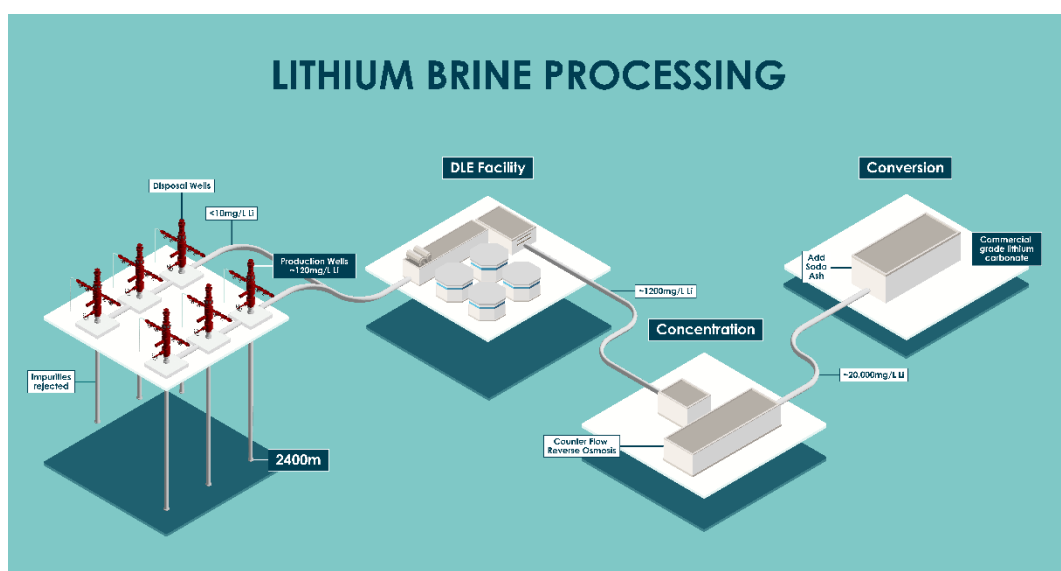 LITHIUM BRINE PROCESSING
DLE Facility
Conversion
Disposal Wells
<10mg/L Li
Production Wells
~120mg/L Li
Add
Soda
Ash
Commercial
grade lithium
carbonate
~1200mg/L Li
Concentration
Impurities
rejected
~20,000mg/L Li
Counter Flow
Reverse Osmosis
2400m